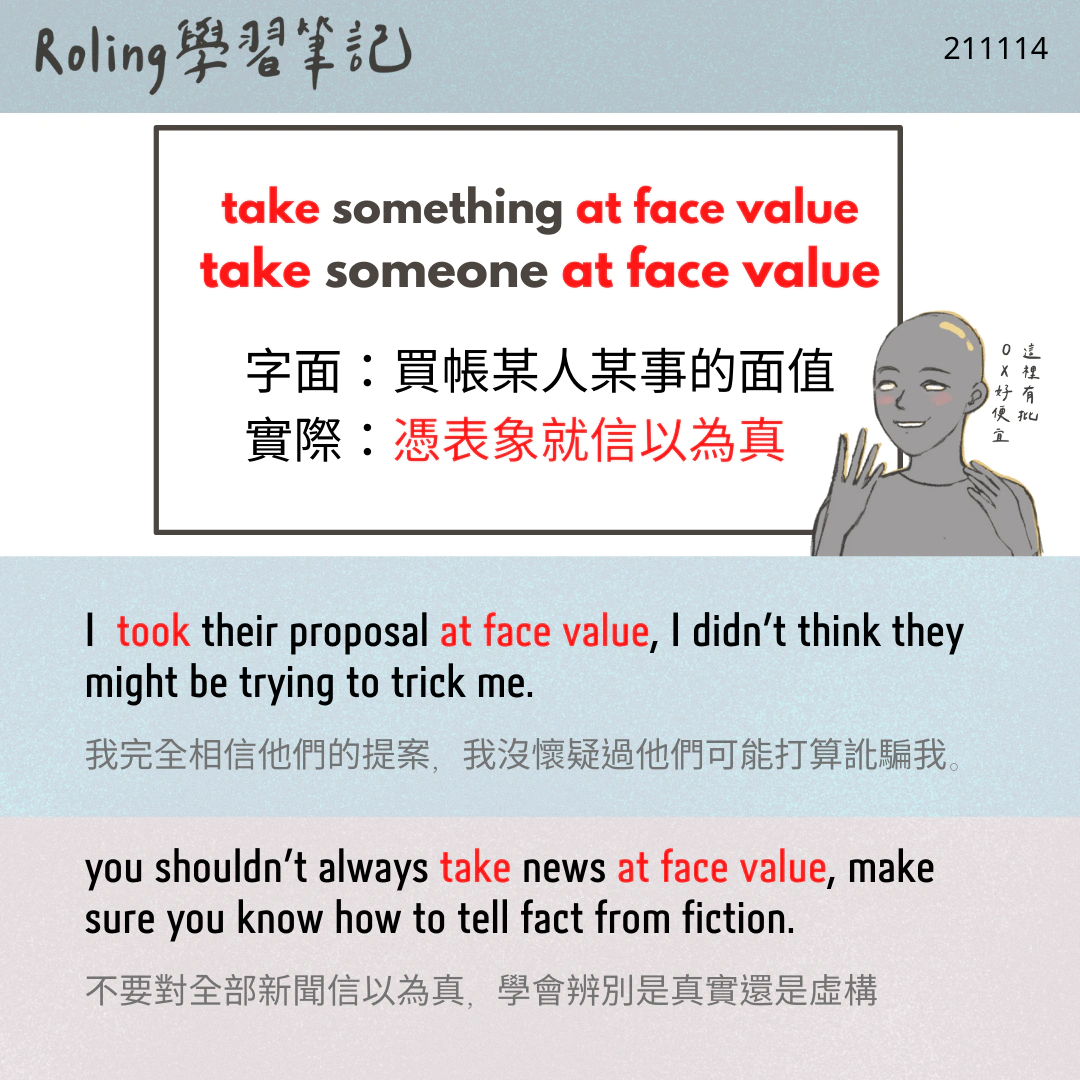 Roling學習筆記
211114
take something at face value
take someone at face value
字面：買帳某人某事的面值
實際：憑表象就信以為真
這裡有批
OX好便宜
I took their proposal at face value, I didn't think they
might be trying to trick me.
我完全相信他們的提案，我沒懷疑過他們可能打算訛騙我。
you shouldn't always take news at face value, make
sure you know how to tell fact from fiction.
不要對全部新聞信以為真，學會辨別是真實還是虛構